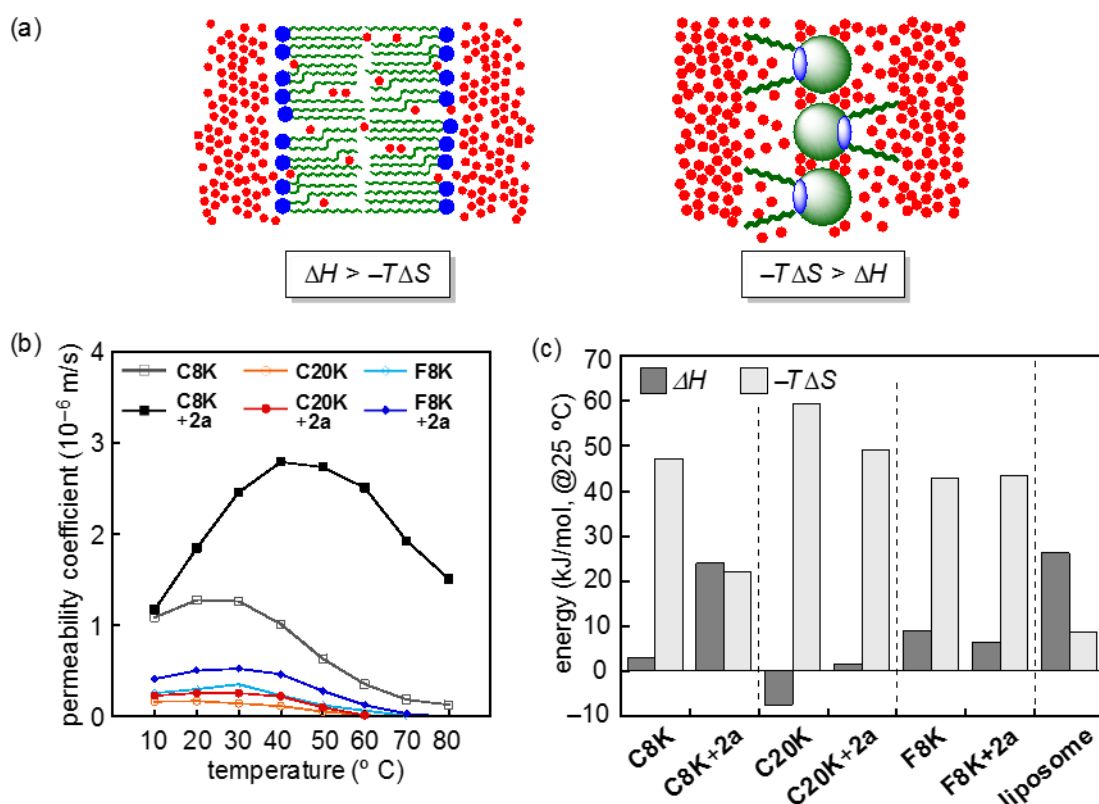 (a)
ΔH > –TΔS
–TΔS > ΔH
(b)
permeability coefficient (10⁻⁶ m/s)
4
3
2
1
0
C8K
C20K
F8K
C8K
+2a
C20K
+2a
F8K
+2a
10 20 30 40 50 60 70 80
temperature (º C)
(c)
energy (kJ/mol, @25 ºC)
70
60
50
40
30
20
10
0
–10
ΔH
–TΔS
C8K
C8K+2a
C20K
C20K+2a
F8K
F8K+2a
liposome